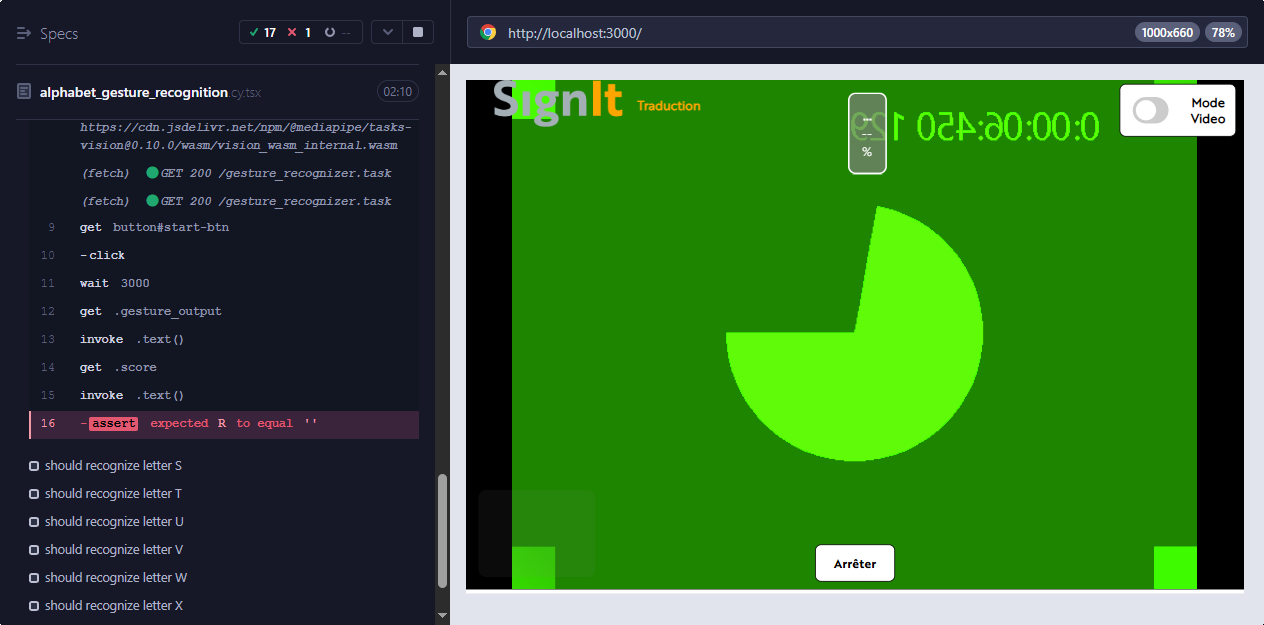 Specs
17 1 --
http://localhost:3000/
1000x660 78%
alphabet_gesture_recognition.cy.tsx 02:10
https://cdn.jsdelivr.net/npm/@mediapipe/tasks-
vision@0.10.0/wasm/vision_wasm_internal.wasm
(fetch) GET 200 /gesture_recognizer.task
(fetch) GET 200 /gesture_recognizer.task
9 get button#start-btn
10 -click
11 wait 3000
12 get .gesture_output
13 invoke .text()
14 get .score
15 invoke .text()
16 -assert expected R to equal ''
should recognize letter S
should recognize letter T
should recognize letter U
should recognize letter V
should recognize letter W
should recognize letter X
SignIt Traduction
Mode
Video
--
--
%
0:00:06:450 129
Arrêter